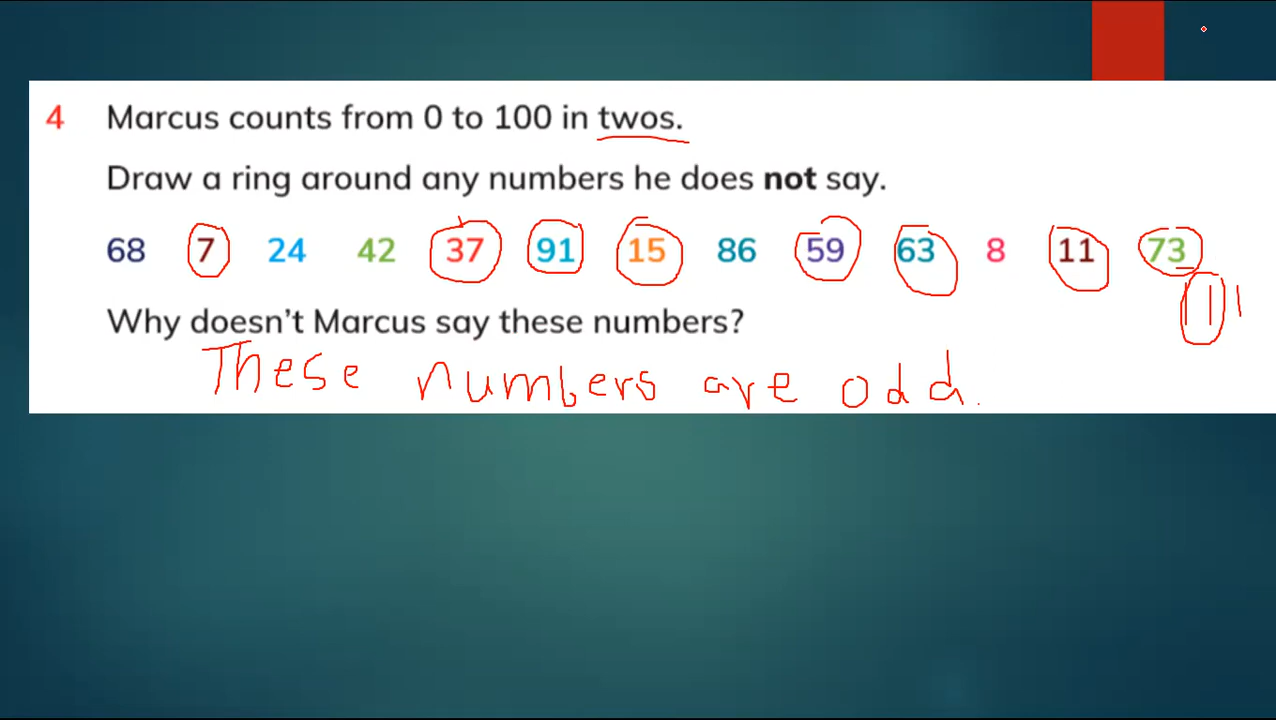 4 Marcus counts from 0 to 100 in twos.
Draw a ring around any numbers he does not say.
68 7 24 42 37 91 15 86 59 63 8 11 73
Why doesn't Marcus say these numbers?
These numbers are odd.